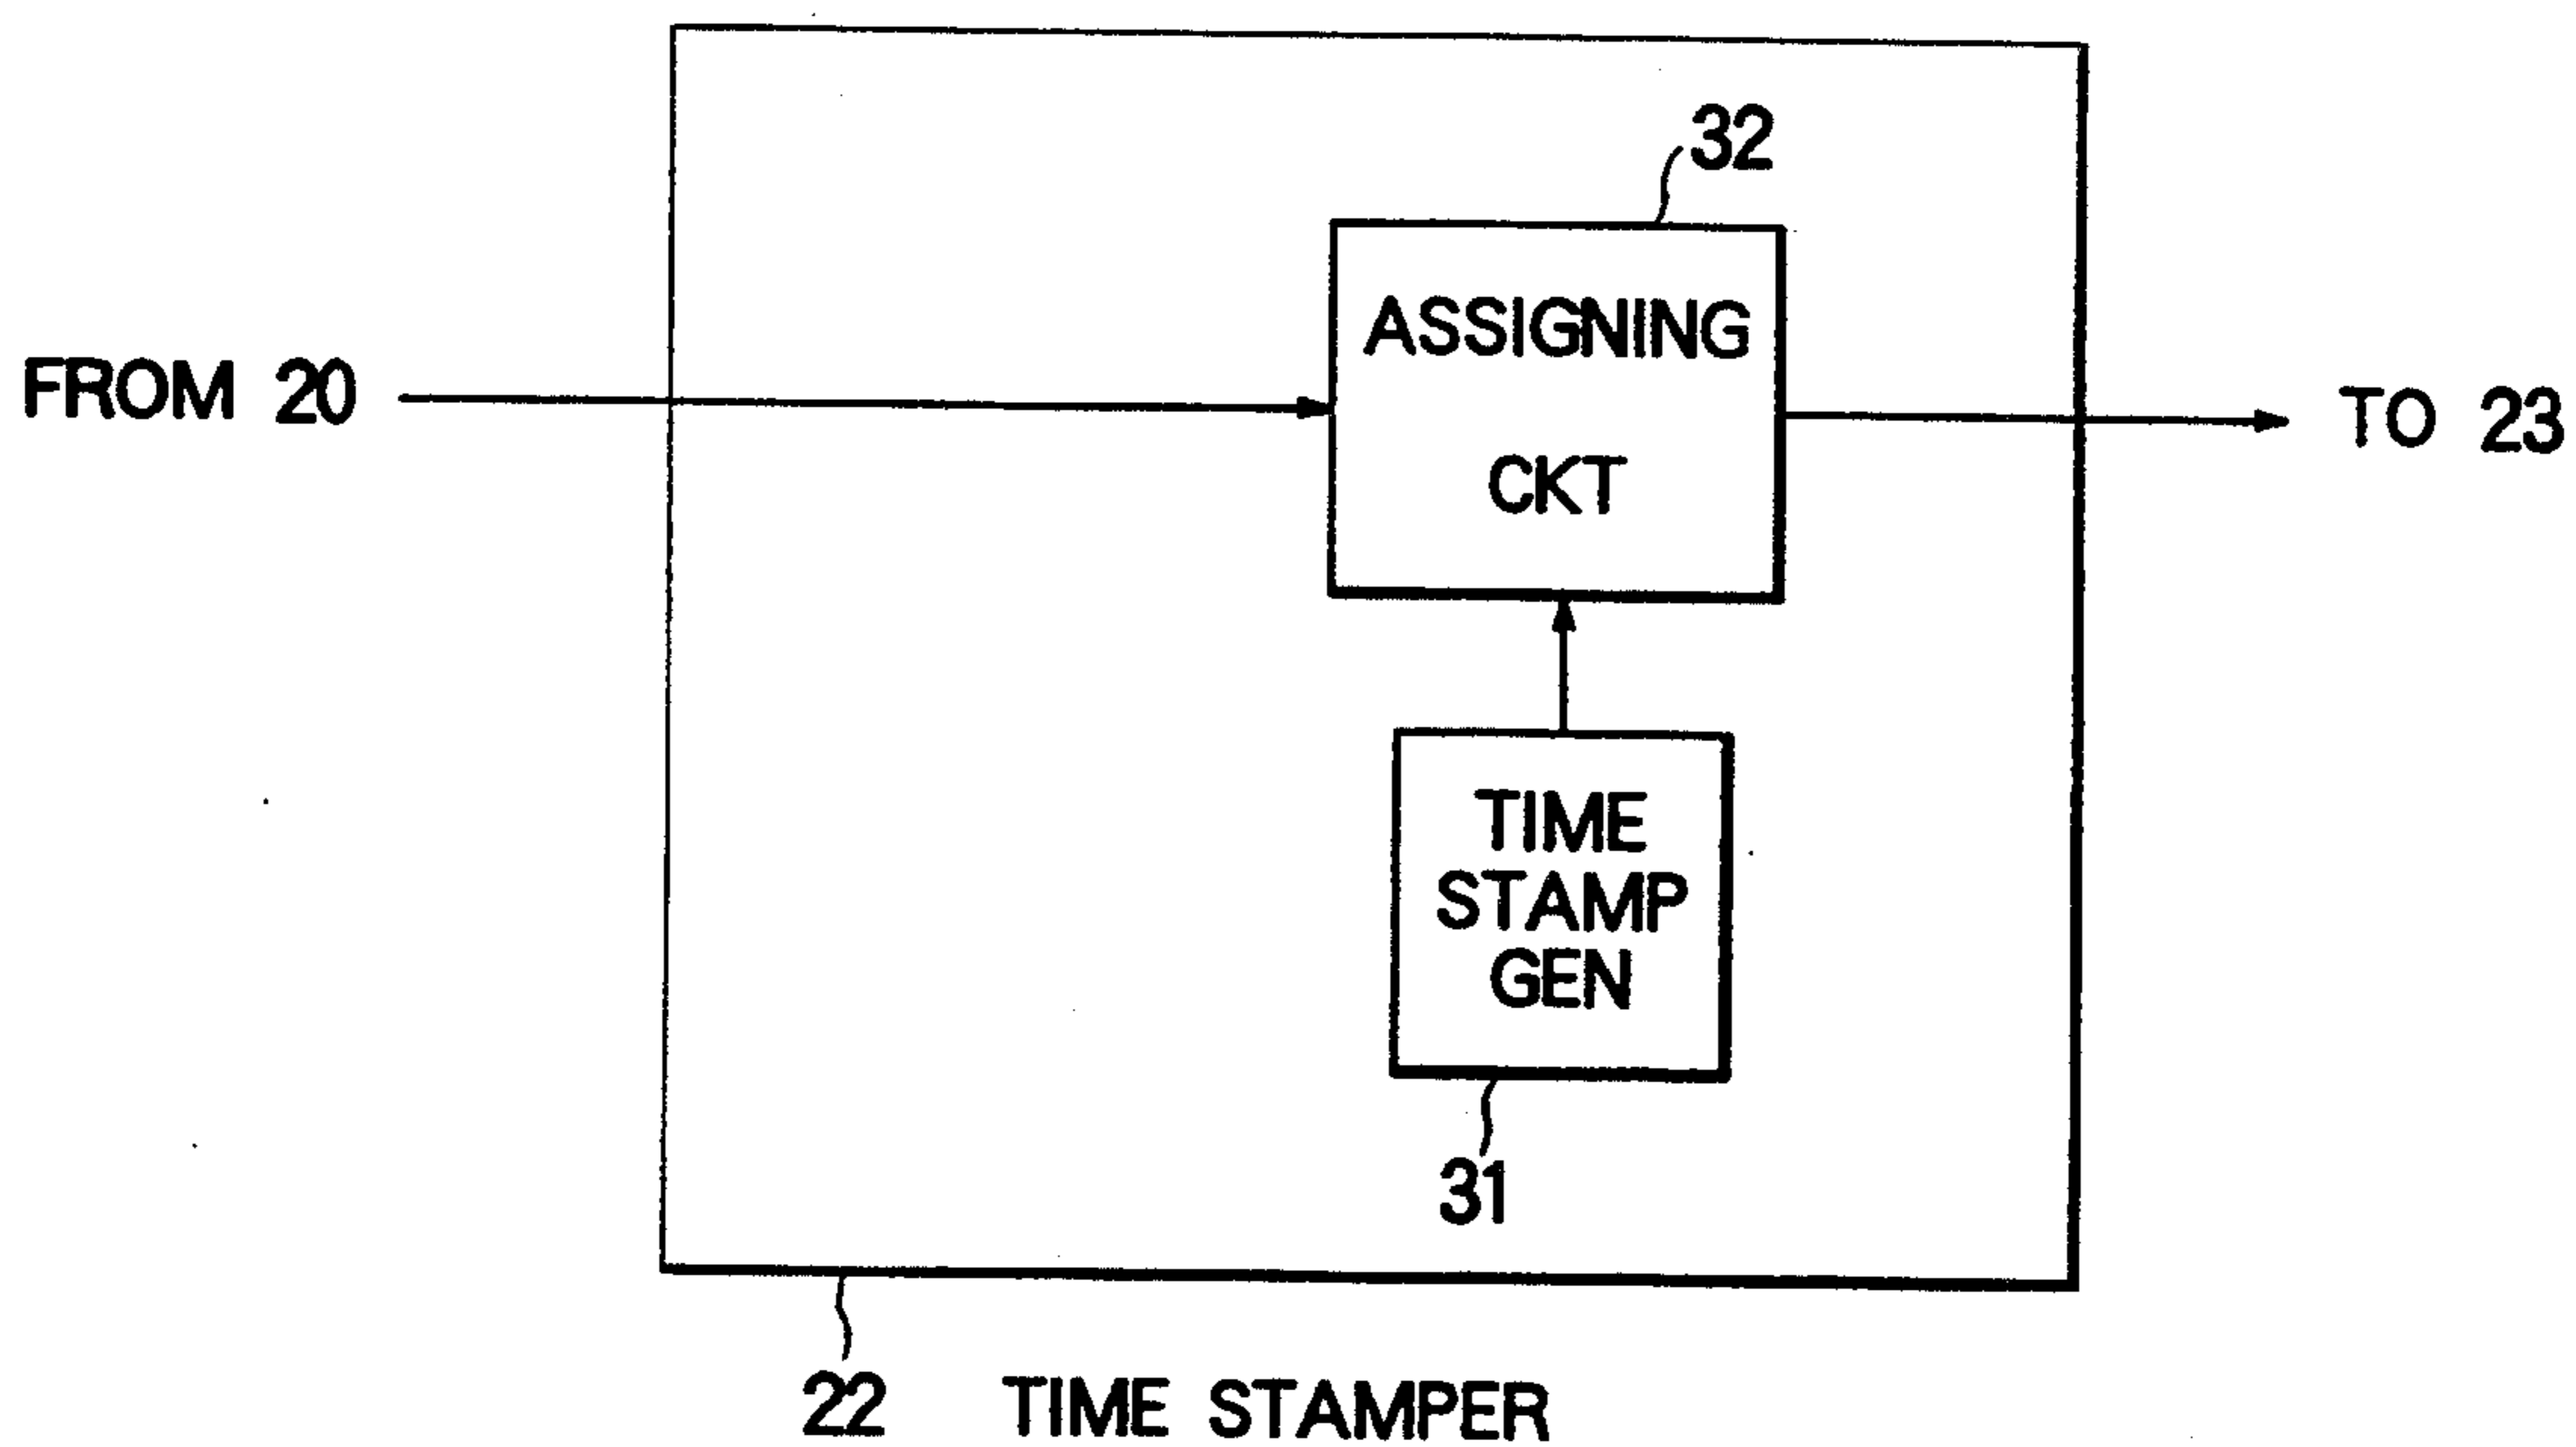 32
ASSIGNING
CKT
FROM 20
TO 23
TIME
STAMP
GEN
31
22 TIME STAMPER